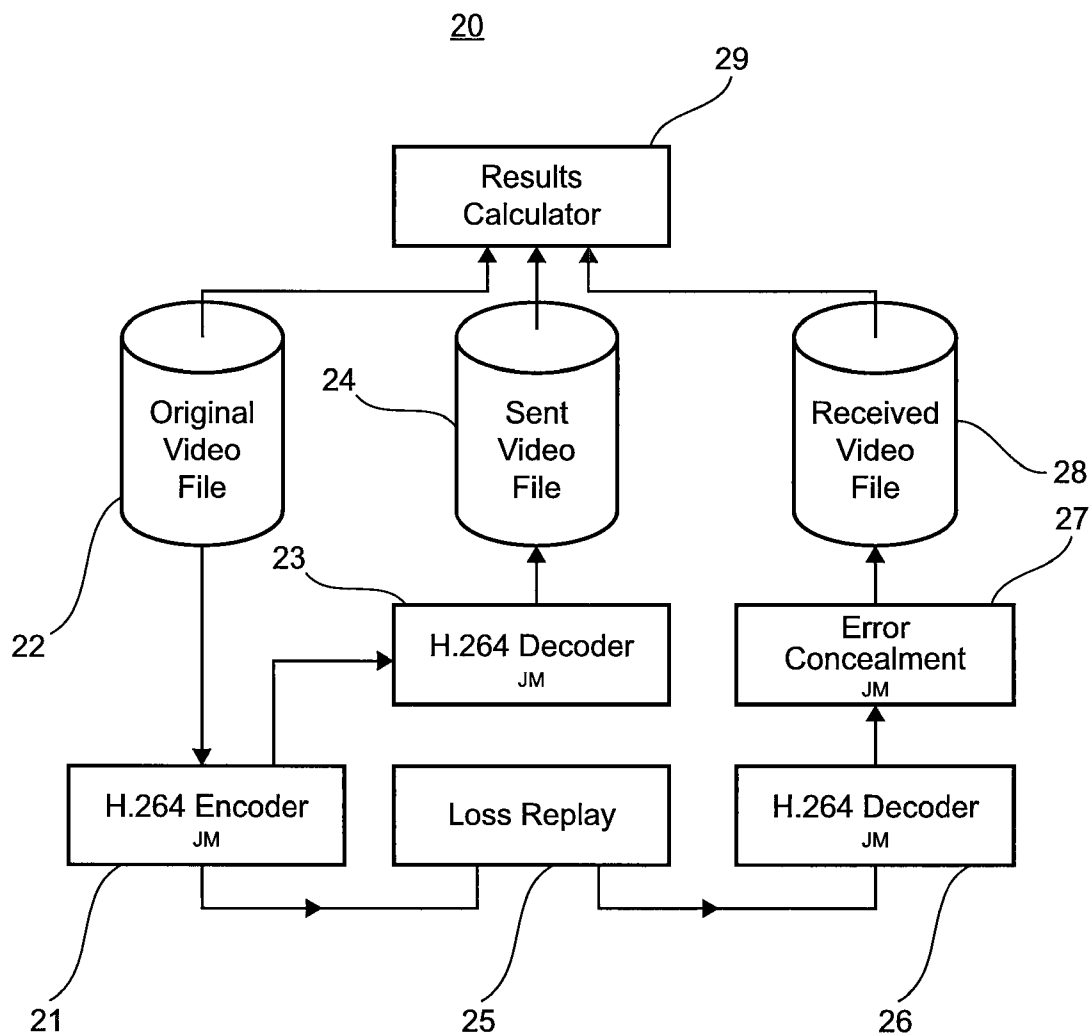 20
29
Results
Calculator
24
Original
Video
File
Sent
Video
File
Received
Video
File
28
27
23
22
H.264 Decoder
JM
Error
Concealment
JM
H.264 Encoder
JM
Loss Replay
H.264 Decoder
JM
21
25
26